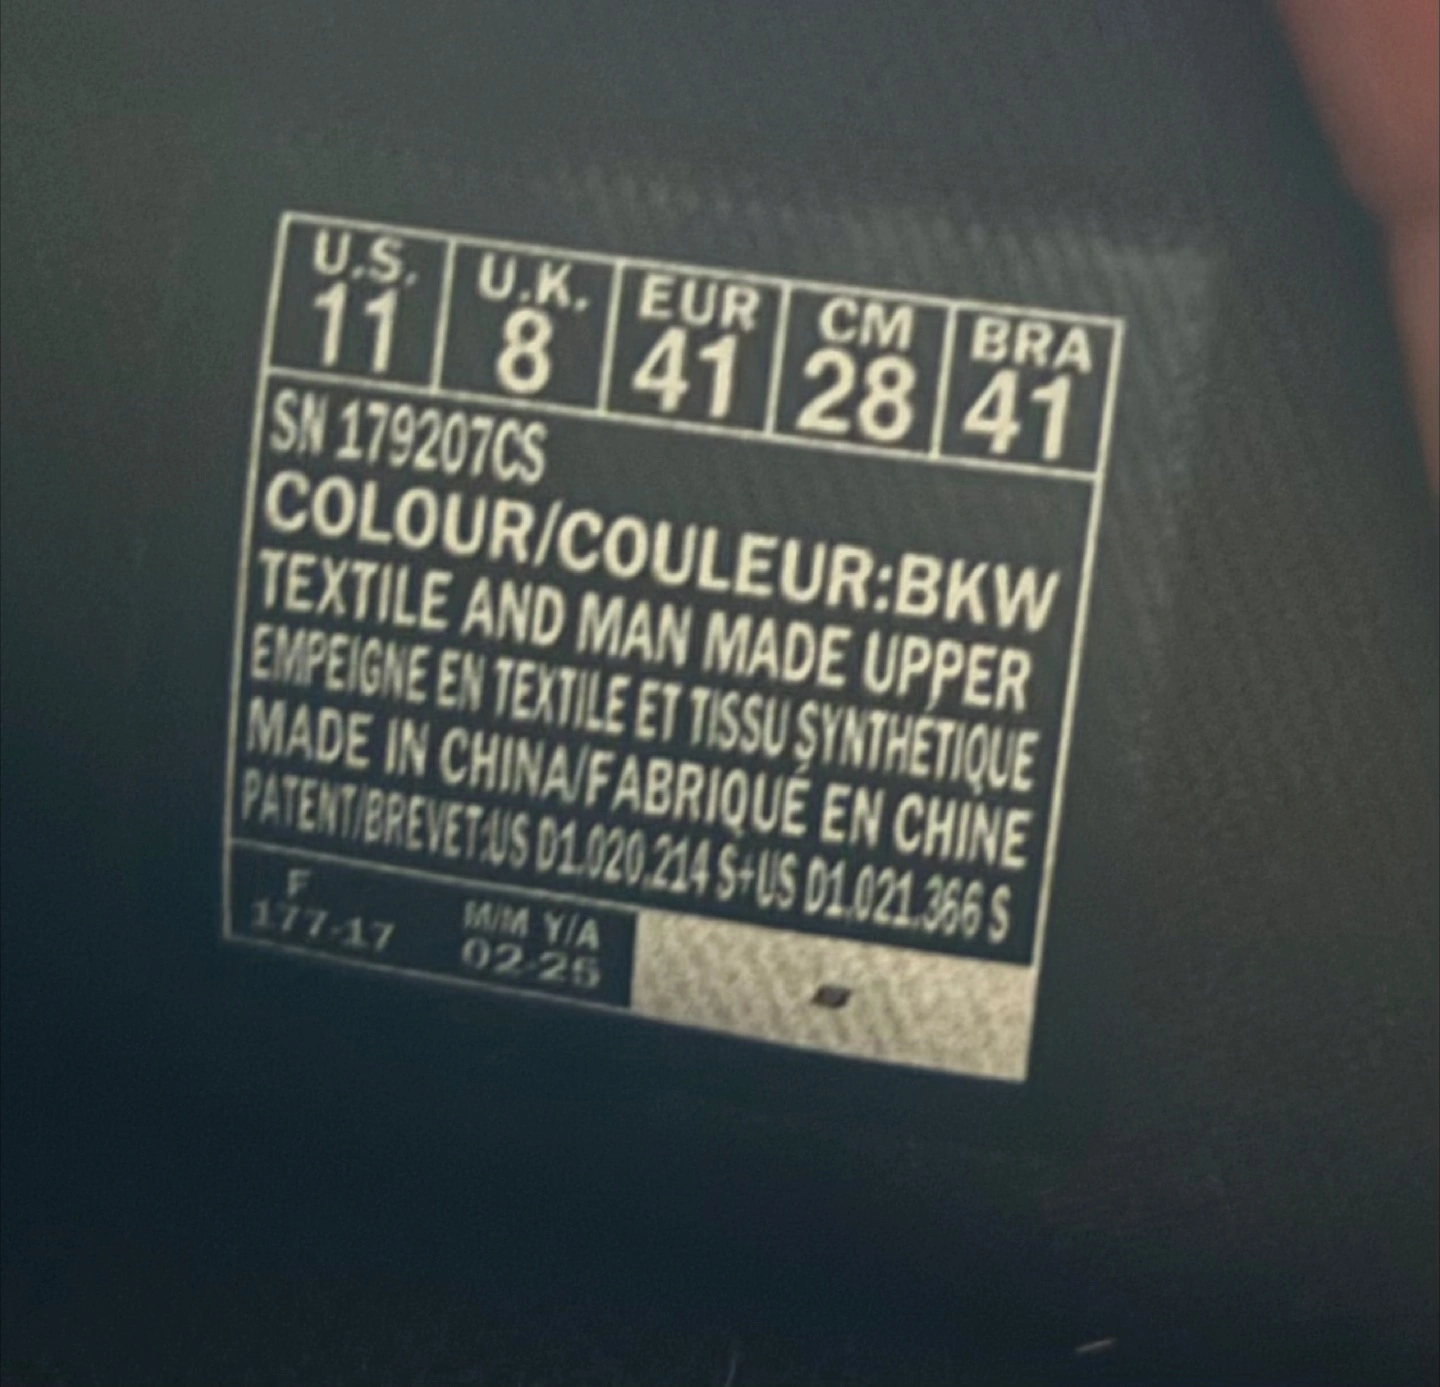 U.S. U.K. EUR CM BRA
11 8 41 28 41
SN 179207CS
COLOUR/COULEUR:BKW
TEXTILE AND MAN MADE UPPER
EMPEIGNE EN TEXTILE ET TISSU SYNTHÉTIQUE
MADE IN CHINA/FABRIQUÉ EN CHINE
PATENT/BREVET:US D1.020.214 S+US D1.021.366 S
F M/M Y/A
177-17 02-25